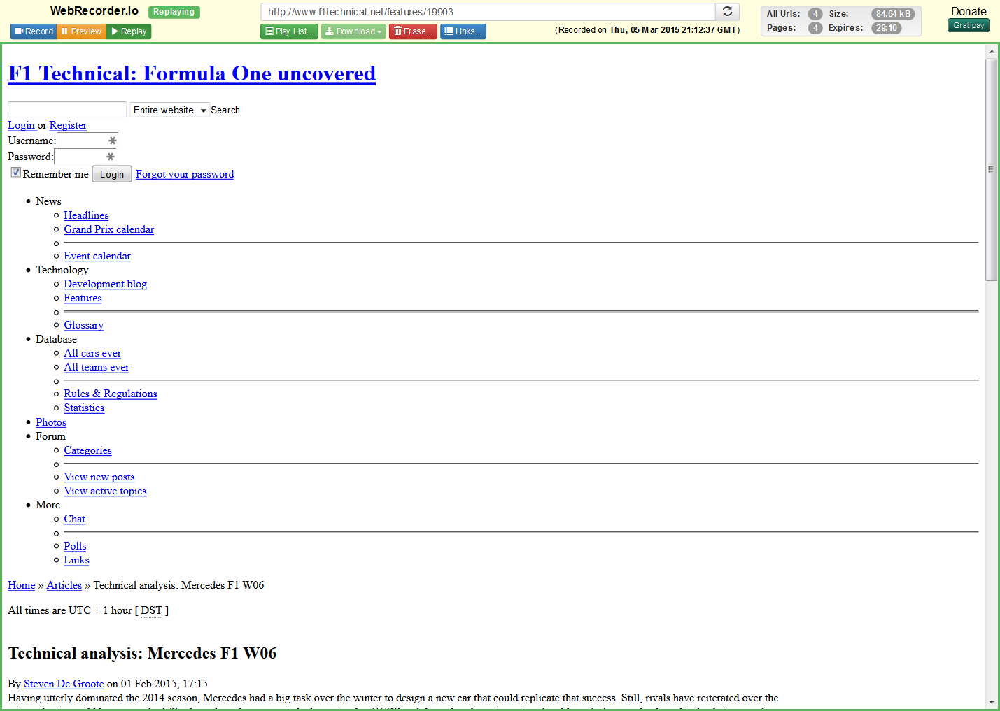 WebRecorder.io Replaying
http://www.f1technical.net/features/19903
All Urls: 4 Size: 84.64 kB
Pages: 4 Expires: 29:10
Donate
Gratipay
Record Preview Replay
Play List... Download Erase... Links...
(Recorded on Thu, 05 Mar 2015 21:12:37 GMT)
F1 Technical: Formula One uncovered
Entire website Search
Login or Register
Username:
Password:
Remember me Login Forgot your password
News
Headlines
Grand Prix calendar
Event calendar
Technology
Development blog
Features
Glossary
Database
All cars ever
All teams ever
Rules & Regulations
Statistics
Photos
Forum
Categories
View new posts
View active topics
More
Chat
Polls
Links
Home » Articles » Technical analysis: Mercedes F1 W06
All times are UTC + 1 hour [ DST ]
Technical analysis: Mercedes F1 W06
By Steven De Groote on 01 Feb 2015, 17:15
Having utterly dominated the 2014 season, Mercedes had a big task over the winter to design a new car that could replicate that success. Still, rivals have reiterated over the